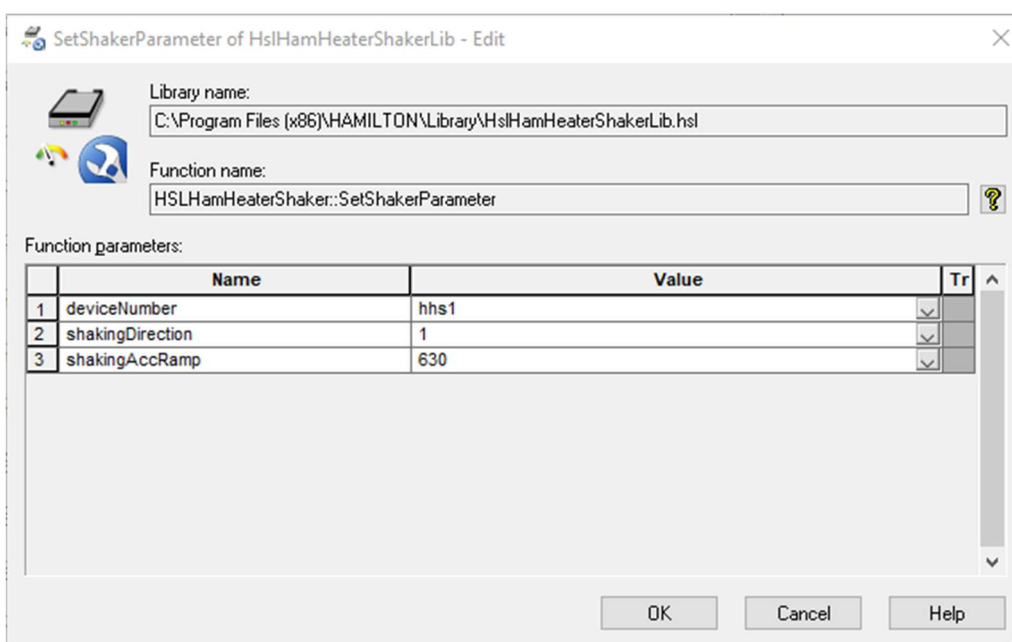 SetShakerParameter of HslHamHeaterShakerLib - Edit
Library name:
C:\Program Files (x86)\HAMILTON\Library\HslHamHeaterShakerLib.hsl
Function name:
HSLHamHeaterShaker::SetShakerParameter
Function parameters:
Name Value Tr
1 deviceNumber hhs1
2 shakingDirection 1
3 shakingAccRamp 630
OK Cancel Help